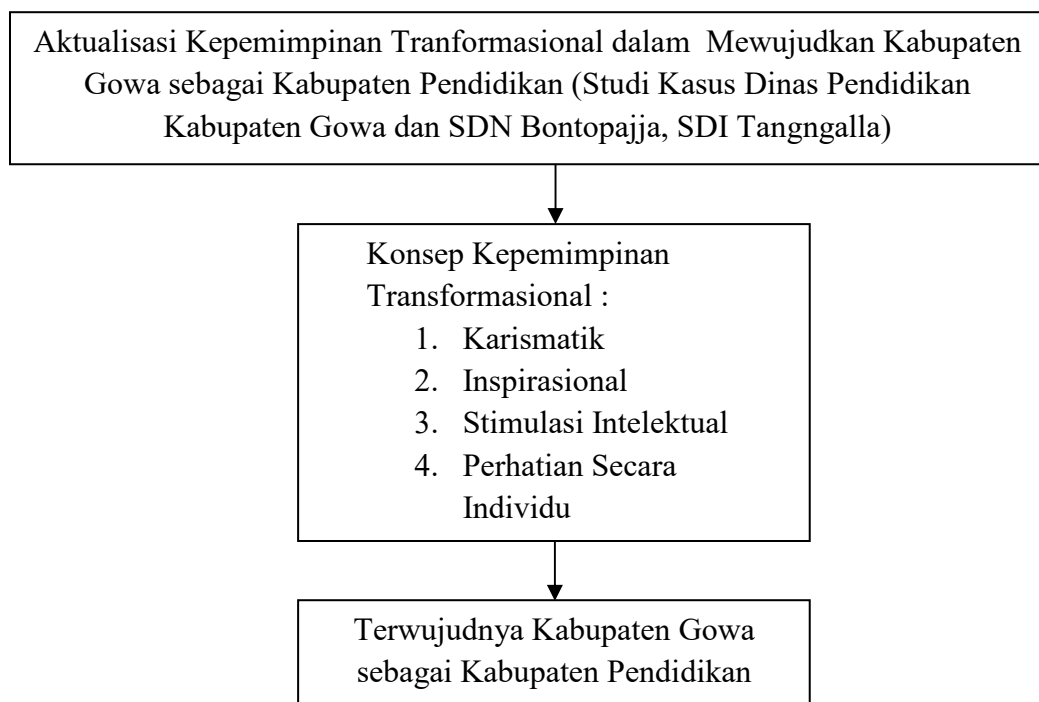 Aktualisasi Kepemimpinan Tranformasional dalam Mewujudkan Kabupaten
Gowa sebagai Kabupaten Pendidikan (Studi Kasus Dinas Pendidikan
Kabupaten Gowa dan SDN Bontopajja, SDI Tangngalla)
Konsep Kepemimpinan
Transformasional :
1. Karismatik
2. Inspirasional
3. Stimulasi Intelektual
4. Perhatian Secara
Individu
Terwujudnya Kabupaten Gowa
sebagai Kabupaten Pendidikan